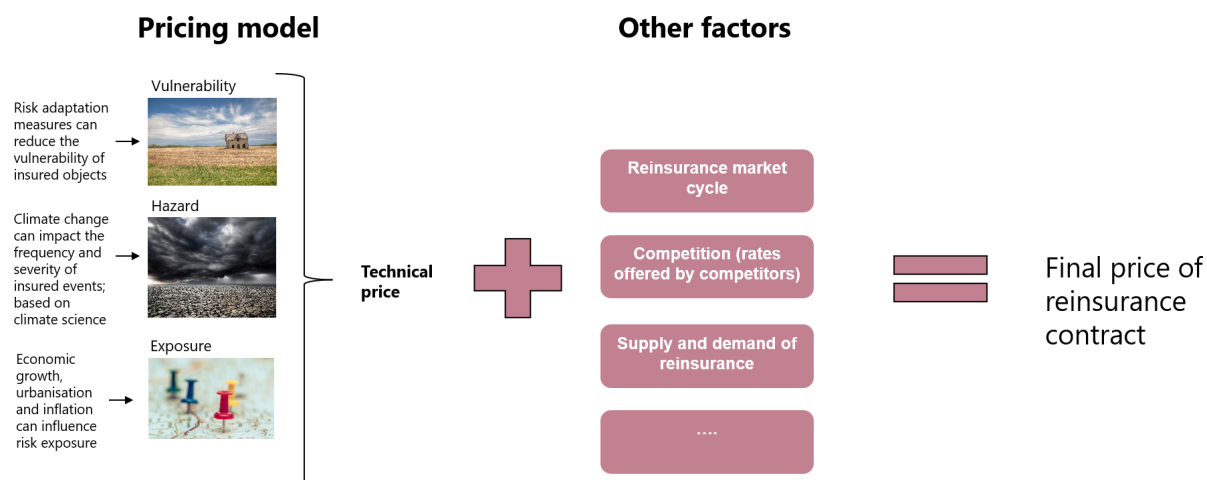 Pricing model
Other factors
Vulnerability
Risk adaptation
measures can
reduce the
vulnerability of
insured objects
Hazard
Climate change
can impact the
frequency and
severity of
insured events;
based on
climate science
Exposure
Economic
growth,
urbanisation
and inflation
can influence
risk exposure
Technical
price
Reinsurance market
cycle
Competition (rates
offered by competitors)
Supply and demand of
reinsurance
....
Final price of
reinsurance
contract